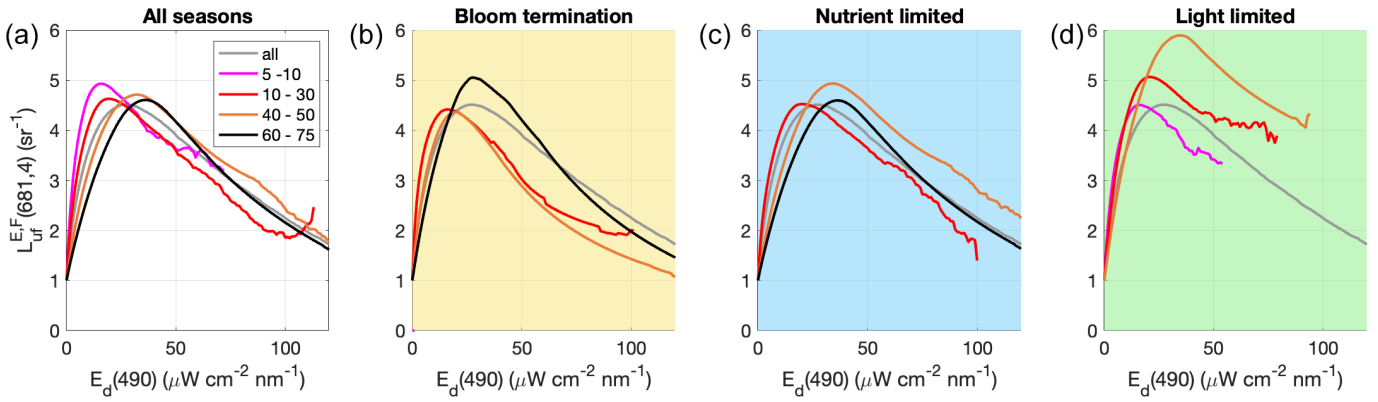 All seasons
Bloom termination
Nutrient limited
Light limited
(a)
(b)
(c)
(d)
L_uf^E,F(681,4) (sr^-1)
6
5
4
3
2
1
0
0
50
100
all
5 -10
10 - 30
40 - 50
60 - 75
E_d(490) (μW cm^-2 nm^-1)
6
5
4
3
2
1
0
0
50
100
E_d(490) (μW cm^-2 nm^-1)
6
5
4
3
2
1
0
0
50
100
E_d(490) (μW cm^-2 nm^-1)
6
5
4
3
2
1
0
0
50
100
E_d(490) (μW cm^-2 nm^-1)